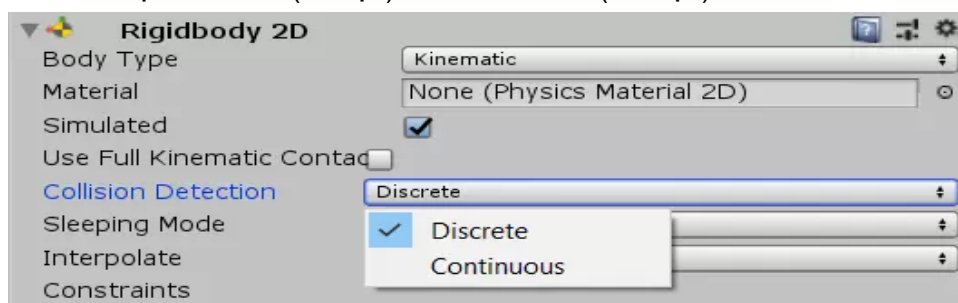 Rigidbody 2D
Body Type Kinematic
Material None (Physics Material 2D)
Simulated
Use Full Kinematic Contac
Collision Detection Discrete
Sleeping Mode
Discrete
Interpolate
Continuous
Constraints